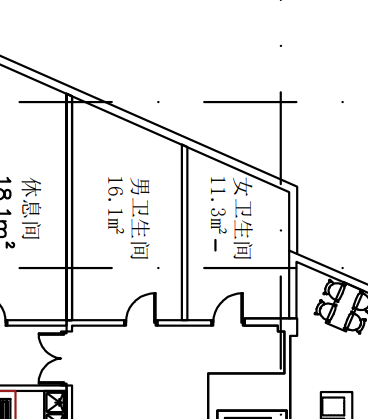 女卫生间
11.3㎡
男卫生间
16.1㎡
休息间
18.1m²